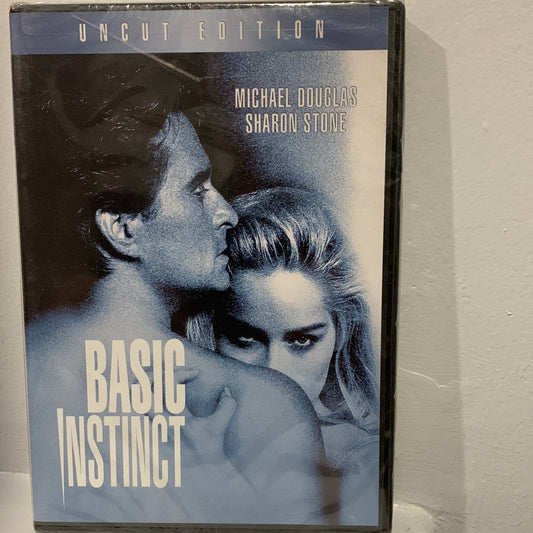 UNCUT EDITION
MICHAEL DOUGLAS
SHARON STONE
BASIC
INSTINCT